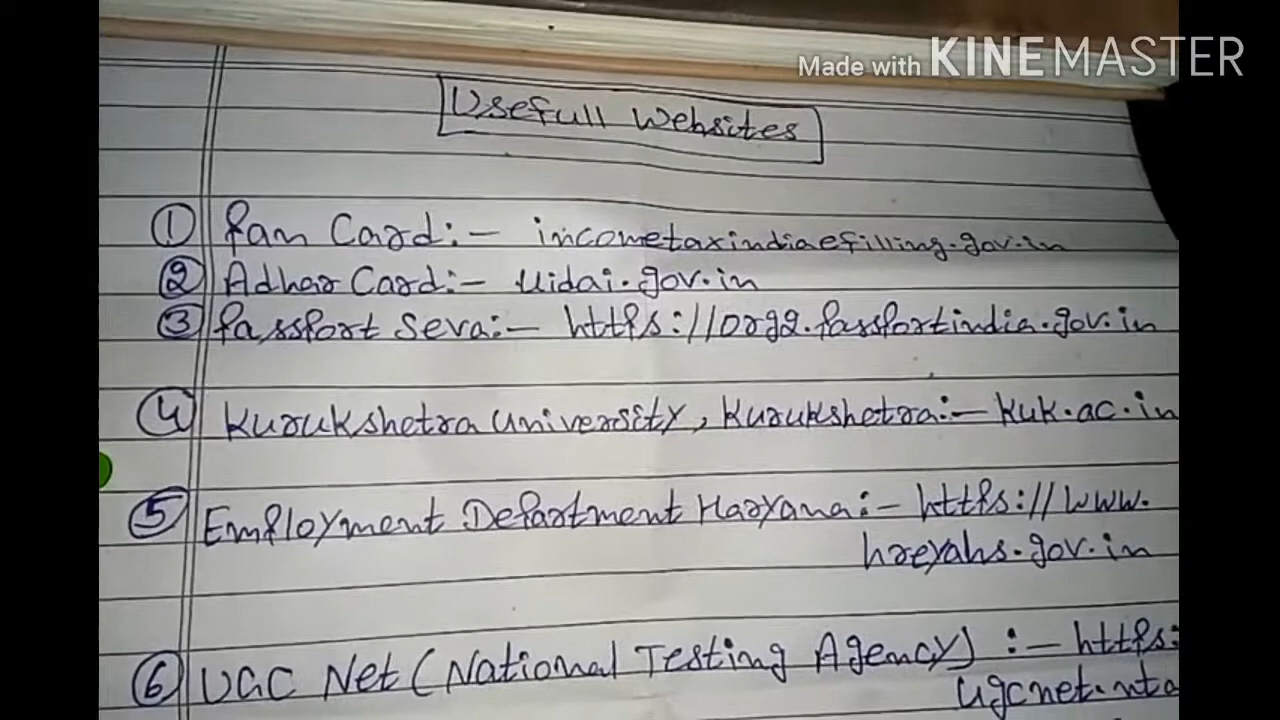 Made with KINEMASTER
Usefull Websites
① Pan Card:- incometaxindiaefilling.gov.in
② Adhar Card:- uidai.gov.in
③ Passport Seva:- https://org2.passportindia.gov.in
④ Kurukshetra University, Kurukshetra:- kuk.ac.in
⑤ Employment Department Haryana:- https://www.
hreyahs.gov.in
⑥ UGC Net (National Testing Agency) :- https:
ugcnet.nta